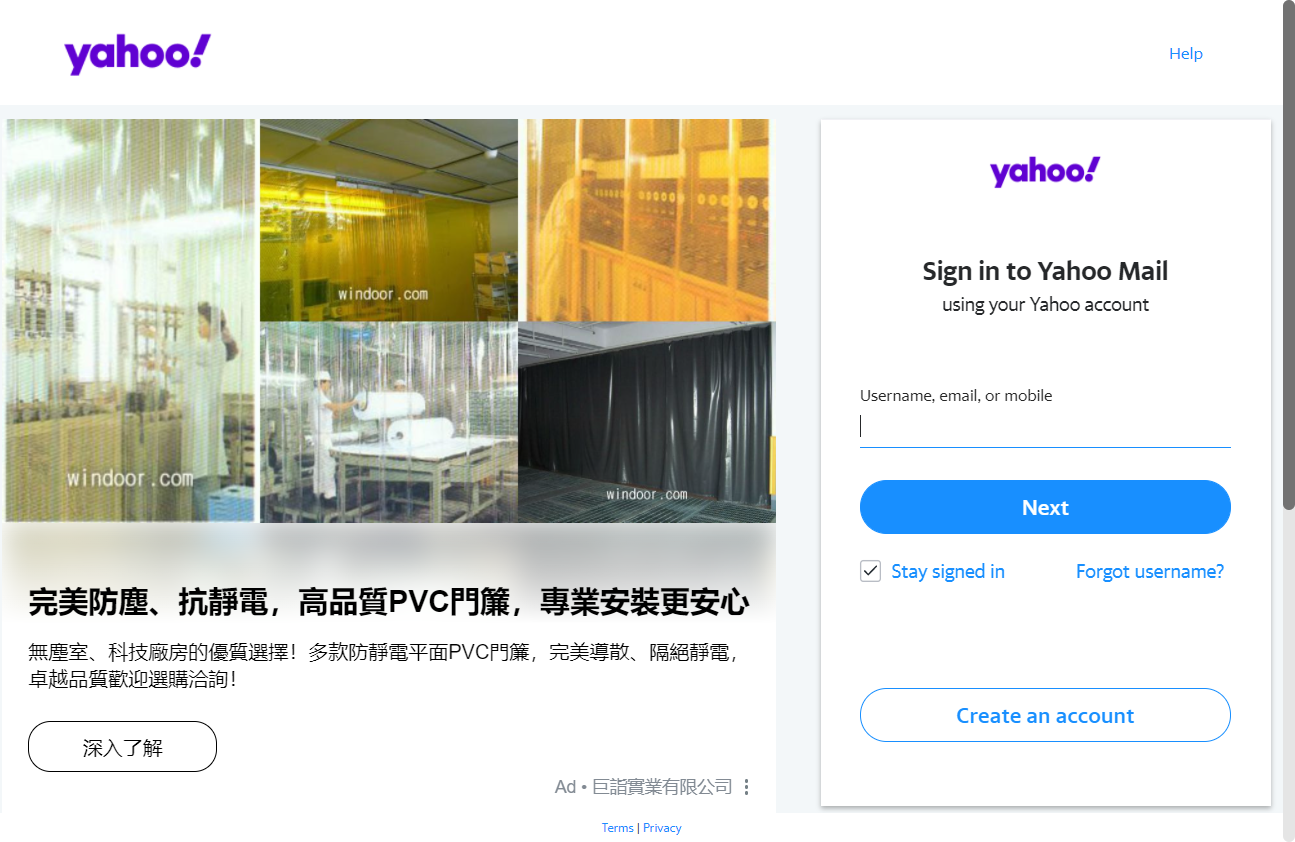 yahoo!
Help
windoor.com
windoor.com
windoor.com
完美防塵、抗靜電，高品質PVC門簾，專業安裝更安心
無塵室、科技廠房的優質選擇！多款防靜電平面PVC門簾，完美導散、隔絕靜電，
卓越品質歡迎選購洽詢！
深入了解
Ad • 巨詣實業有限公司
yahoo!
Sign in to Yahoo Mail
using your Yahoo account
Username, email, or mobile
Next
Stay signed in
Forgot username?
Create an account
Terms | Privacy